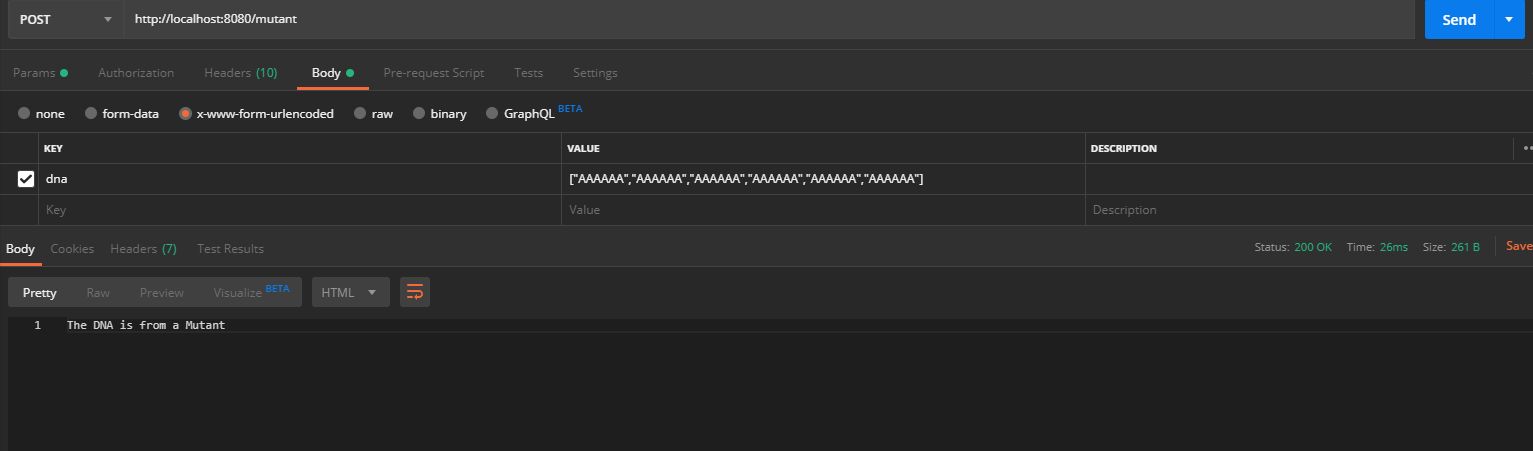 POST http://localhost:8080/mutant Send
Params Authorization Headers (10) Body Pre-request Script Tests Settings
none form-data x-www-form-urlencoded raw binary GraphQL BETA
KEY VALUE DESCRIPTION
dna ["AAAAAA","AAAAAA","AAAAAA","AAAAAA","AAAAAA","AAAAAA"]
Key Value Description
Body Cookies Headers (7) Test Results Status: 200 OK Time: 26ms Size: 261 B Save
Pretty Raw Preview Visualize BETA HTML
1 The DNA is from a Mutant